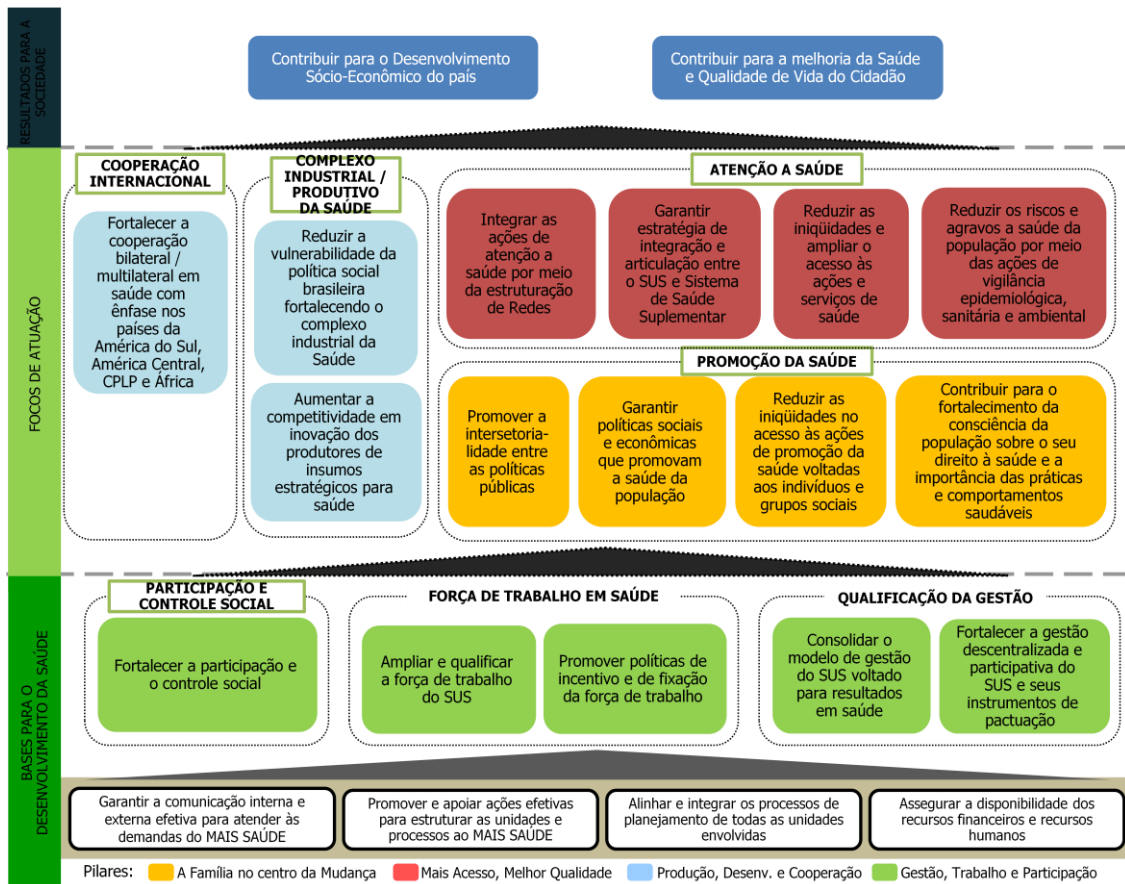 RESULTADOS PARA A
SOCIEDADE
Contribuir para o Desenvolvimento
Sócio-Econômico do país
Contribuir para a melhoria da Saúde
e Qualidade de Vida do Cidadão
FOCOS DE ATUAÇÃO
COOPERAÇÃO
INTERNACIONAL
Fortalecer a
cooperação
bilateral /
multilateral em
saúde com
ênfase nos
países da
América do Sul,
América Central,
CPLP e África
COMPLEXO
INDUSTRIAL /
PRODUTIVO
DA SAÚDE
Reduzir a
vulnerabilidade da
política social
brasileira
fortalecendo o
complexo
industrial da
Saúde
Aumentar a
competitividade em
inovação dos
produtores de
insumos
estratégicos para
saúde
ATENÇÃO A SAÚDE
Integrar as
ações de
atenção a
saúde por meio
da estruturação
de Redes
Garantir
estratégia de
integração e
articulação entre
o SUS e Sistema
de Saúde
Suplementar
Reduzir as
iniqüidades e
ampliar o
acesso às
ações e
serviços de
saúde
Reduzir os riscos e
agravos a saúde da
população por meio
das ações de
vigilância
epidemiológica,
sanitária e ambiental
PROMOÇÃO DA SAÚDE
Promover a
intersetoria-
lidade entre
as políticas
públicas
Garantir
políticas sociais
e econômicas
que promovam
a saúde da
população
Reduzir as
iniqüidades no
acesso às ações
de promoção da
saúde voltadas
aos indivíduos e
grupos sociais
Contribuir para o
fortalecimento da
consciência da
população sobre o seu
direito à saúde e a
importância das práticas
e comportamentos
saudáveis
BASES PARA O
DESENVOLVIMENTO DA SAÚDE
PARTICIPAÇÃO E
CONTROLE SOCIAL
Fortalecer a participação e
o controle social
FORÇA DE TRABALHO EM SAÚDE
Ampliar e qualificar
a força de trabalho
do SUS
Promover políticas de
incentivo e de fixação
da força de trabalho
QUALIFICAÇÃO DA GESTÃO
Consolidar o
modelo de gestão
do SUS voltado
para resultados
em saúde
Fortalecer a gestão
descentralizada e
participativa do
SUS e seus
instrumentos de
pactuação
Garantir a comunicação interna e
externa efetiva para atender às
demandas do MAIS SAÚDE
Promover e apoiar ações efetivas
para estruturar as unidades e
processos ao MAIS SAÚDE
Alinhar e integrar os processos de
planejamento de todas as unidades
envolvidas
Assegurar a disponibilidade dos
recursos financeiros e recursos
humanos
Pilares: A Família no centro da Mudança Mais Acesso, Melhor Qualidade Produção, Desenv. e Cooperação Gestão, Trabalho e Participação